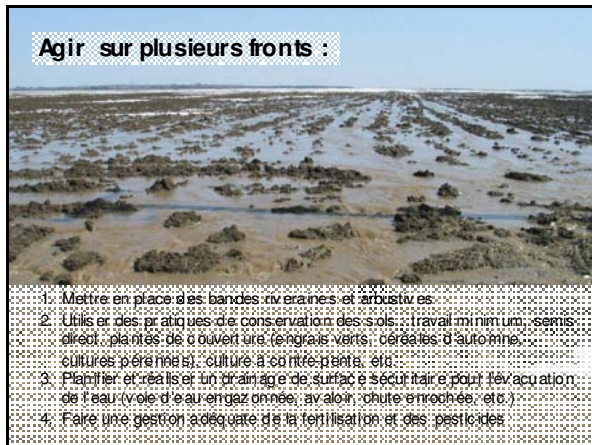 Agir sur plusieurs fronts :
1. Mettre en place des bandes riveraines et arbustives
2. Utiliser des pratiques de conservation des sols : travail minimum, semis
direct, plantes de couverture (engrais verts, céréales d'automne,
cultures pérennes), culture à contre-pente, etc.
3. Planifier et réaliser un drainage de surface sécuritaire pour l'évacuation
de l'eau (voie d'eau engazonnée, avaloir, chute enrochée, etc.)
4. Faire une gestion adéquate de la fertilisation et des pesticides